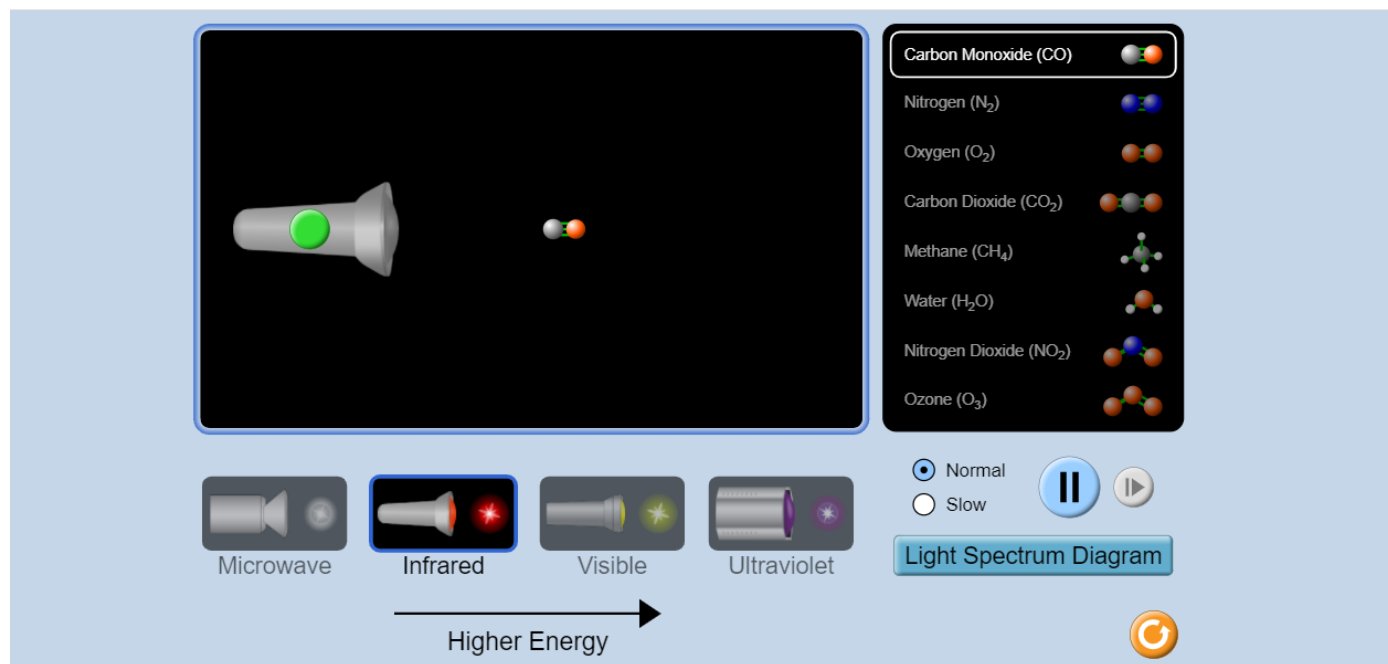 Carbon Monoxide (CO)
Nitrogen (N₂)
Oxygen (O₂)
Carbon Dioxide (CO₂)
Methane (CH₄)
Water (H₂O)
Nitrogen Dioxide (NO₂)
Ozone (O₃)
Normal
Slow
Microwave
Infrared
Visible
Ultraviolet
Light Spectrum Diagram
Higher Energy